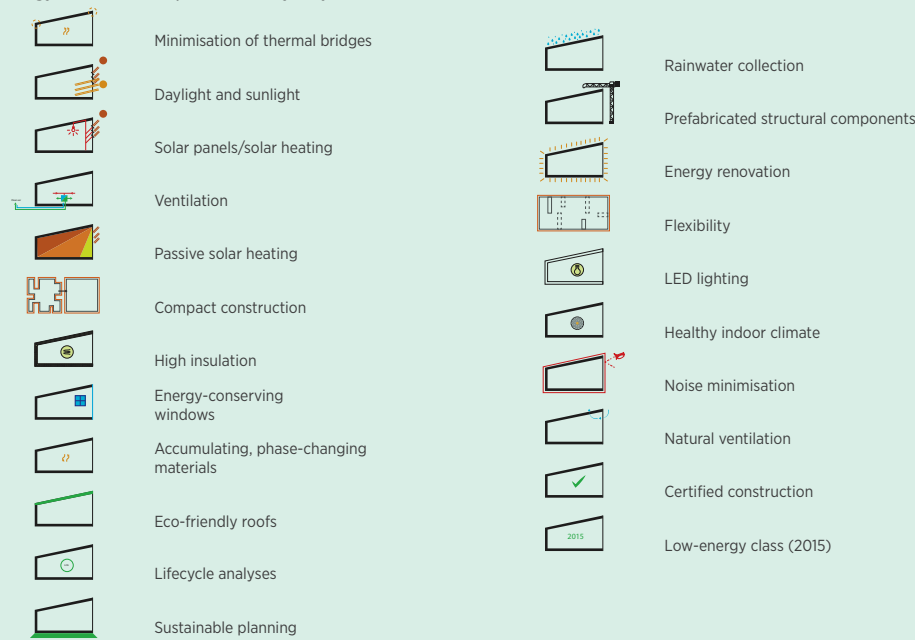 Minimisation of thermal bridges
Daylight and sunlight
Solar panels/solar heating
Ventilation
Passive solar heating
Compact construction
High insulation
Energy-conserving
windows
Accumulating, phase-changing
materials
Eco-friendly roofs
Lifecycle analyses
Sustainable planning
Rainwater collection
Prefabricated structural components
Energy renovation
Flexibility
LED lighting
Healthy indoor climate
Noise minimisation
Natural ventilation
Certified construction
2015
Low-energy class (2015)